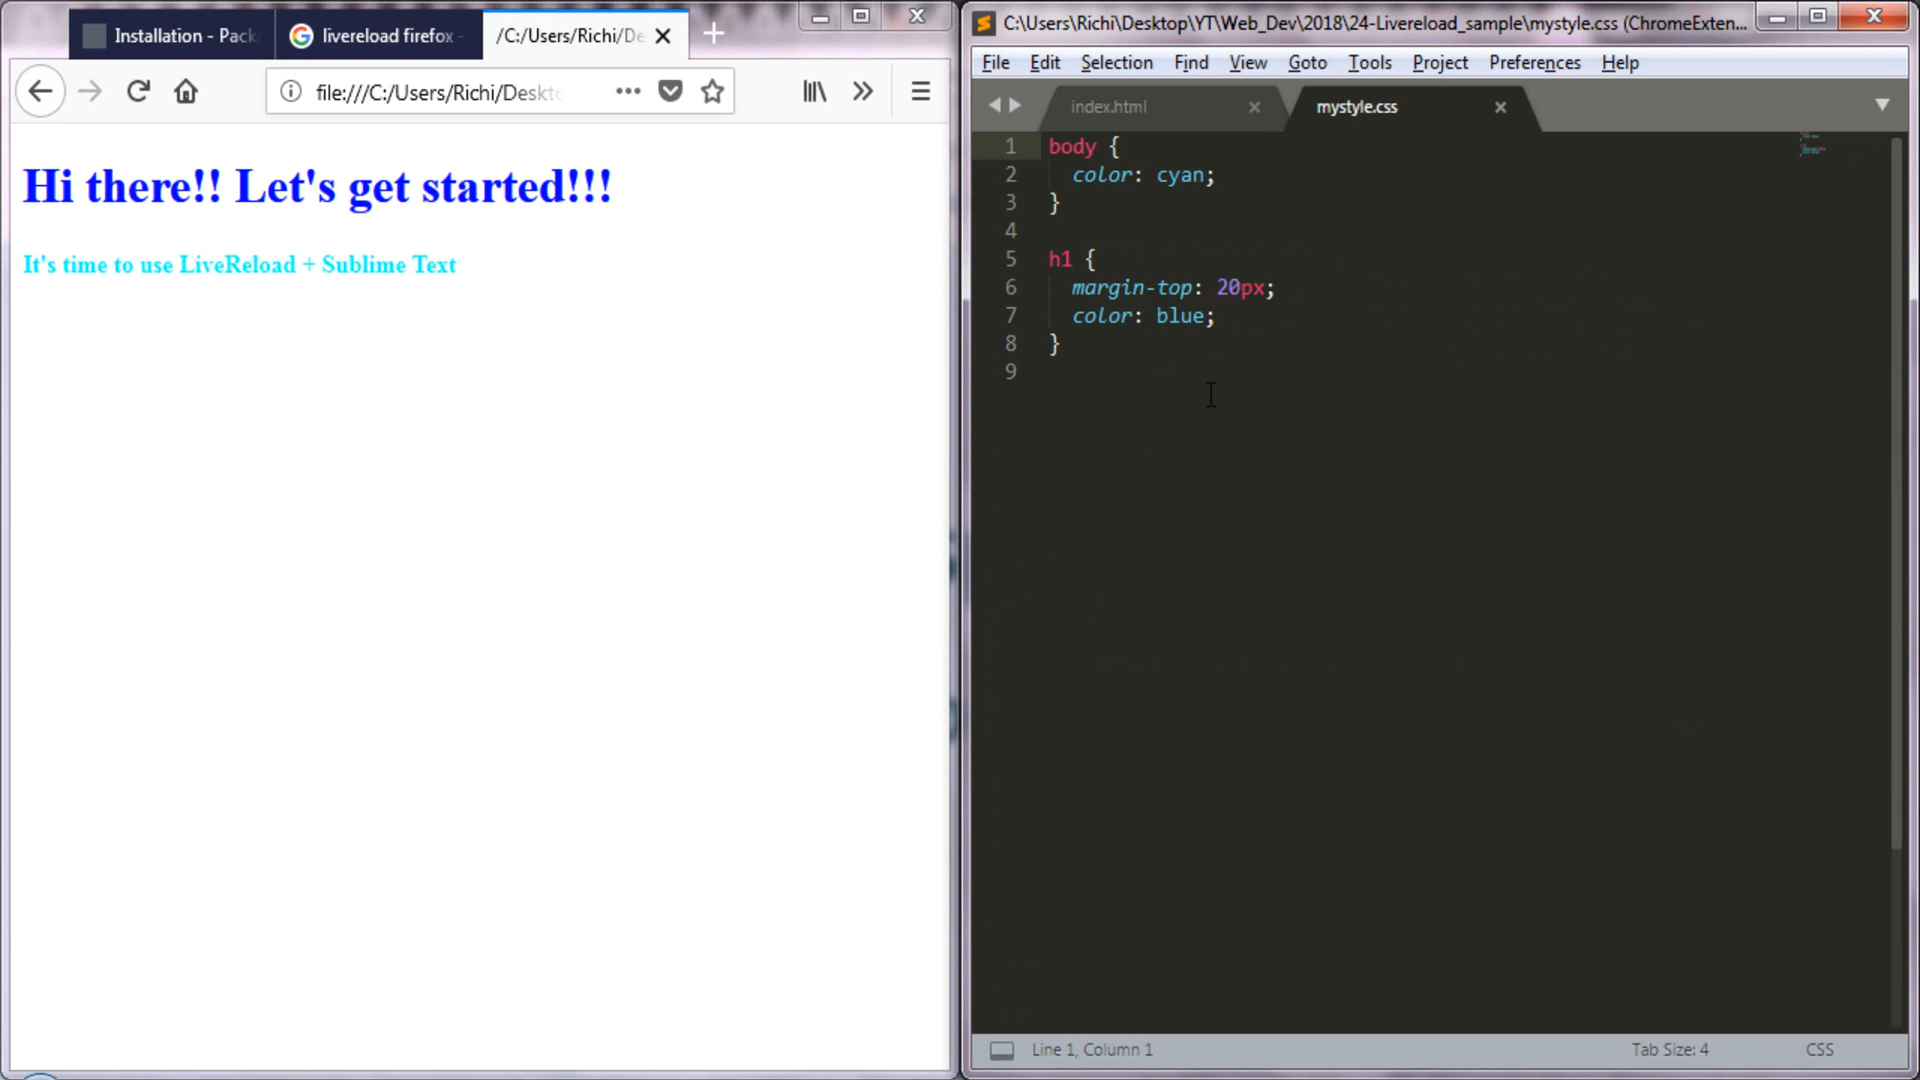 Installation - Pack
livereload firefox -
/C:/Users/Richi/De
file:///C:/Users/Richi/Deskto
Hi there!! Let's get started!!!
It's time to use LiveReload + Sublime Text
C:\Users\Richi\Desktop\YT\Web_Dev\2018\24-Livereload_sample\mystyle.css (ChromeExten...
File Edit Selection Find View Goto Tools Project Preferences Help
index.html
mystyle.css
1 body {
2 color: cyan;
3 }
4
5 h1 {
6 margin-top: 20px;
7 color: blue;
8 }
9
Line 1, Column 1
Tab Size: 4
CSS